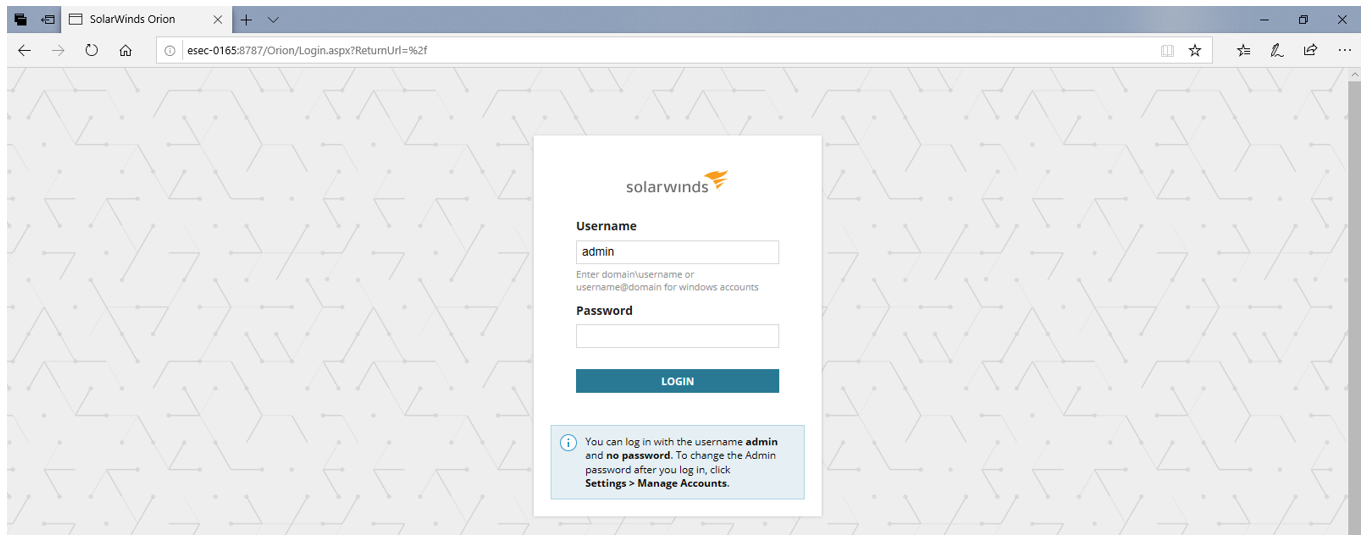 SolarWinds Orion
esec-0165:8787/Orion/Login.aspx?ReturnUrl=%2f
solarwinds
Username
admin
Enter domain\username or
username@domain for windows accounts
Password
LOGIN
You can log in with the username admin
and no password. To change the Admin
password after you log in, click
Settings > Manage Accounts.